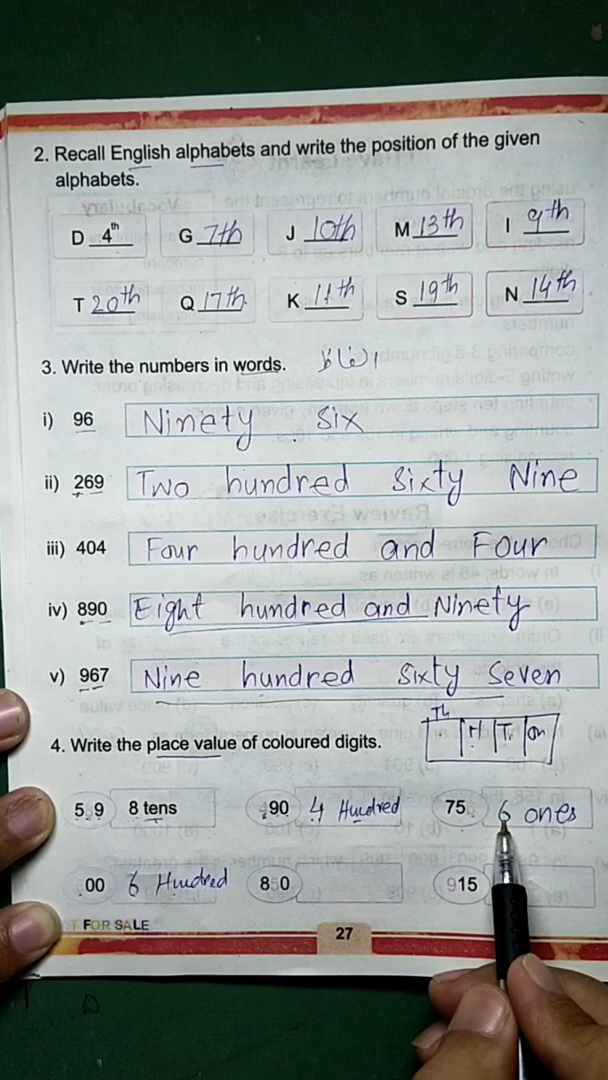 2. Recall English alphabets and write the position of the given
alphabets.
D 4th G 7th J 10th M 13th I 9th
T 20th Q 17th K 11th S 19th N 14th
3. Write the numbers in words. الفاظ
i) 96 Ninety six
ii) 269 Two hundred sixty Nine
iii) 404 Four hundred and Four
iv) 890 Eight hundred and Ninety
v) 967 Nine hundred sixty seven
Th H T On
4. Write the place value of coloured digits.
589 8 tens 490 4 Hundred 75 6 ones
00 6 Hundred 850 915
FOR SALE
27